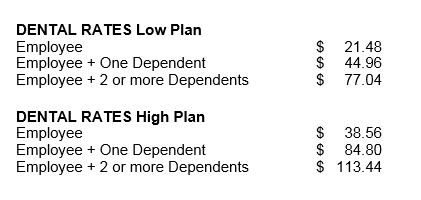 DENTAL RATES Low Plan
Employee $ 21.48
Employee + One Dependent $ 44.96
Employee + 2 or more Dependents $ 77.04
DENTAL RATES High Plan
Employee $ 38.56
Employee + One Dependent $ 84.80
Employee + 2 or more Dependents $ 113.44